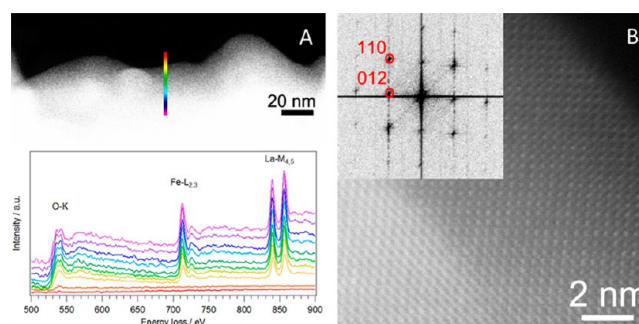 A
20 nm
La-M4,5
Fe-L2,3
O-K
Intensity / a.u.
500 550 600 650 700 750 800 850 900
Energy loss / eV
B
110
012
2 nm